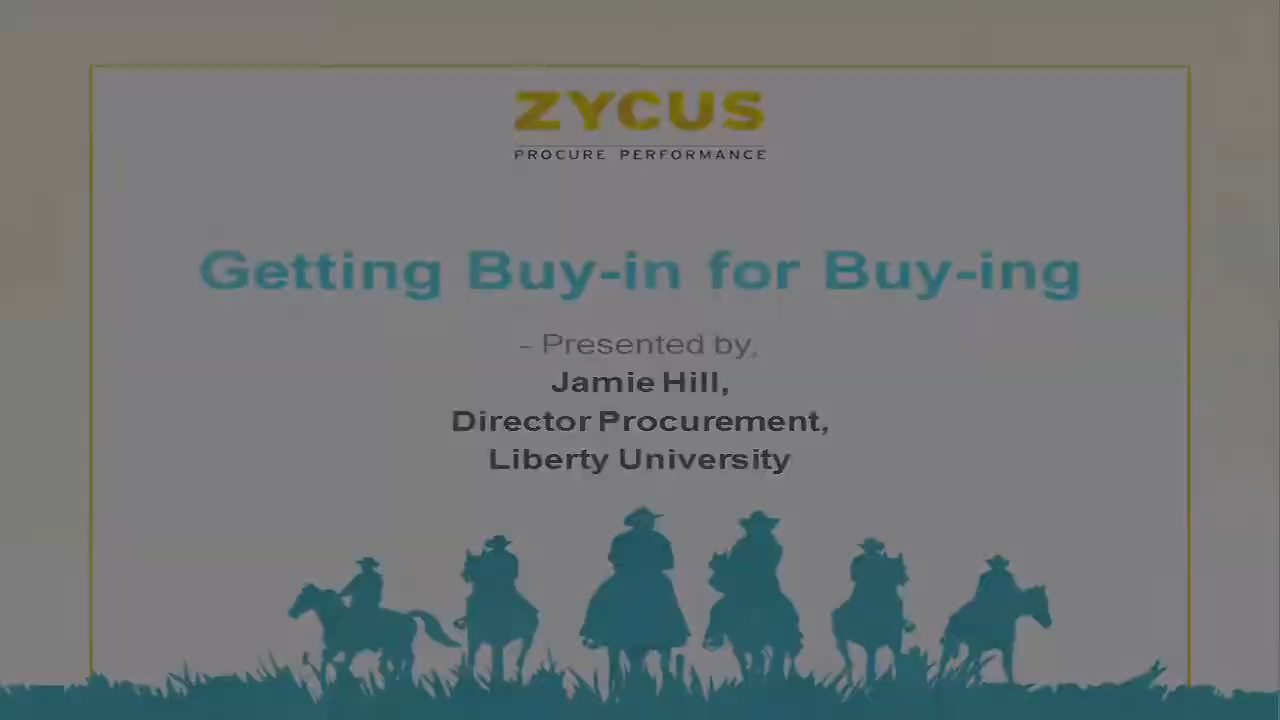 ZYCUS
PROCURE PERFORMANCE
Getting Buy-in for Buy-ing
– Presented by,
Jamie Hill,
Director Procurement,
Liberty University